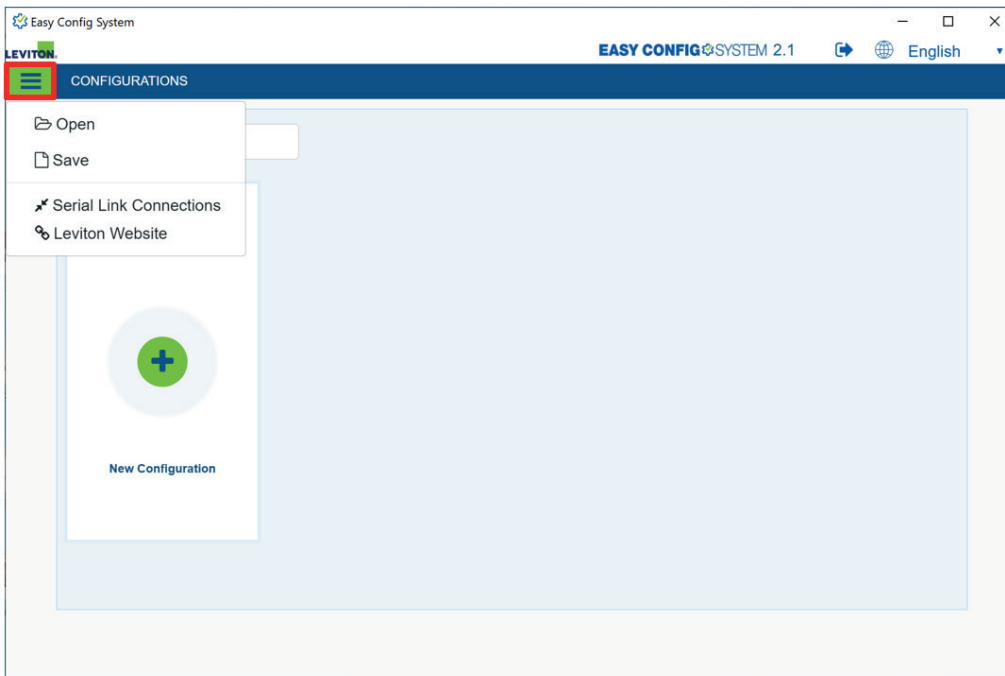 Easy Config System
LEVITON.
EASY CONFIG SYSTEM 2.1
English
CONFIGURATIONS
Open
Save
Serial Link Connections
Leviton Website
New Configuration